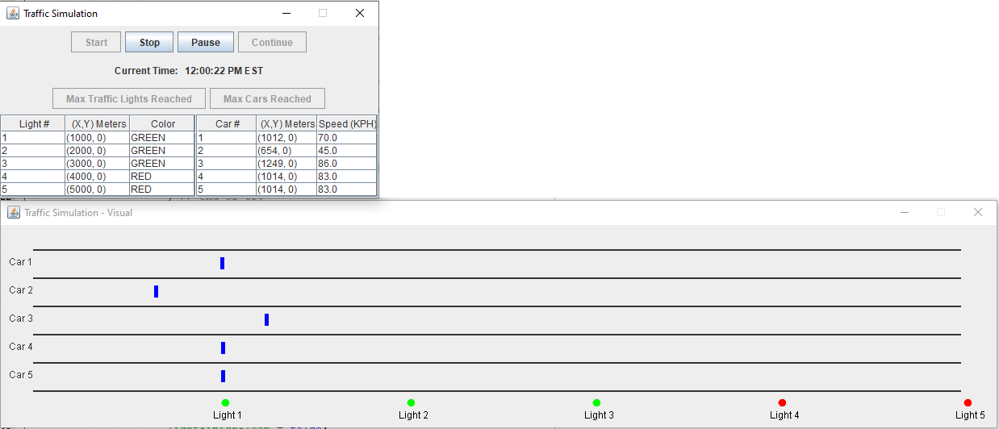 Traffic Simulation
Start Stop Pause Continue
Current Time: 12:00:22 PM EST
Max Traffic Lights Reached Max Cars Reached
Light # (X,Y) Meters Color Car # (X,Y) Meters Speed (KPH)
1 (1000, 0) GREEN 1 (1012, 0) 70.0
2 (2000, 0) GREEN 2 (654, 0) 45.0
3 (3000, 0) GREEN 3 (1249, 0) 86.0
4 (4000, 0) RED 4 (1014, 0) 83.0
5 (5000, 0) RED 5 (1014, 0) 83.0
Traffic Simulation - Visual
Car 1
Car 2
Car 3
Car 4
Car 5
Light 1 Light 2 Light 3 Light 4 Light 5